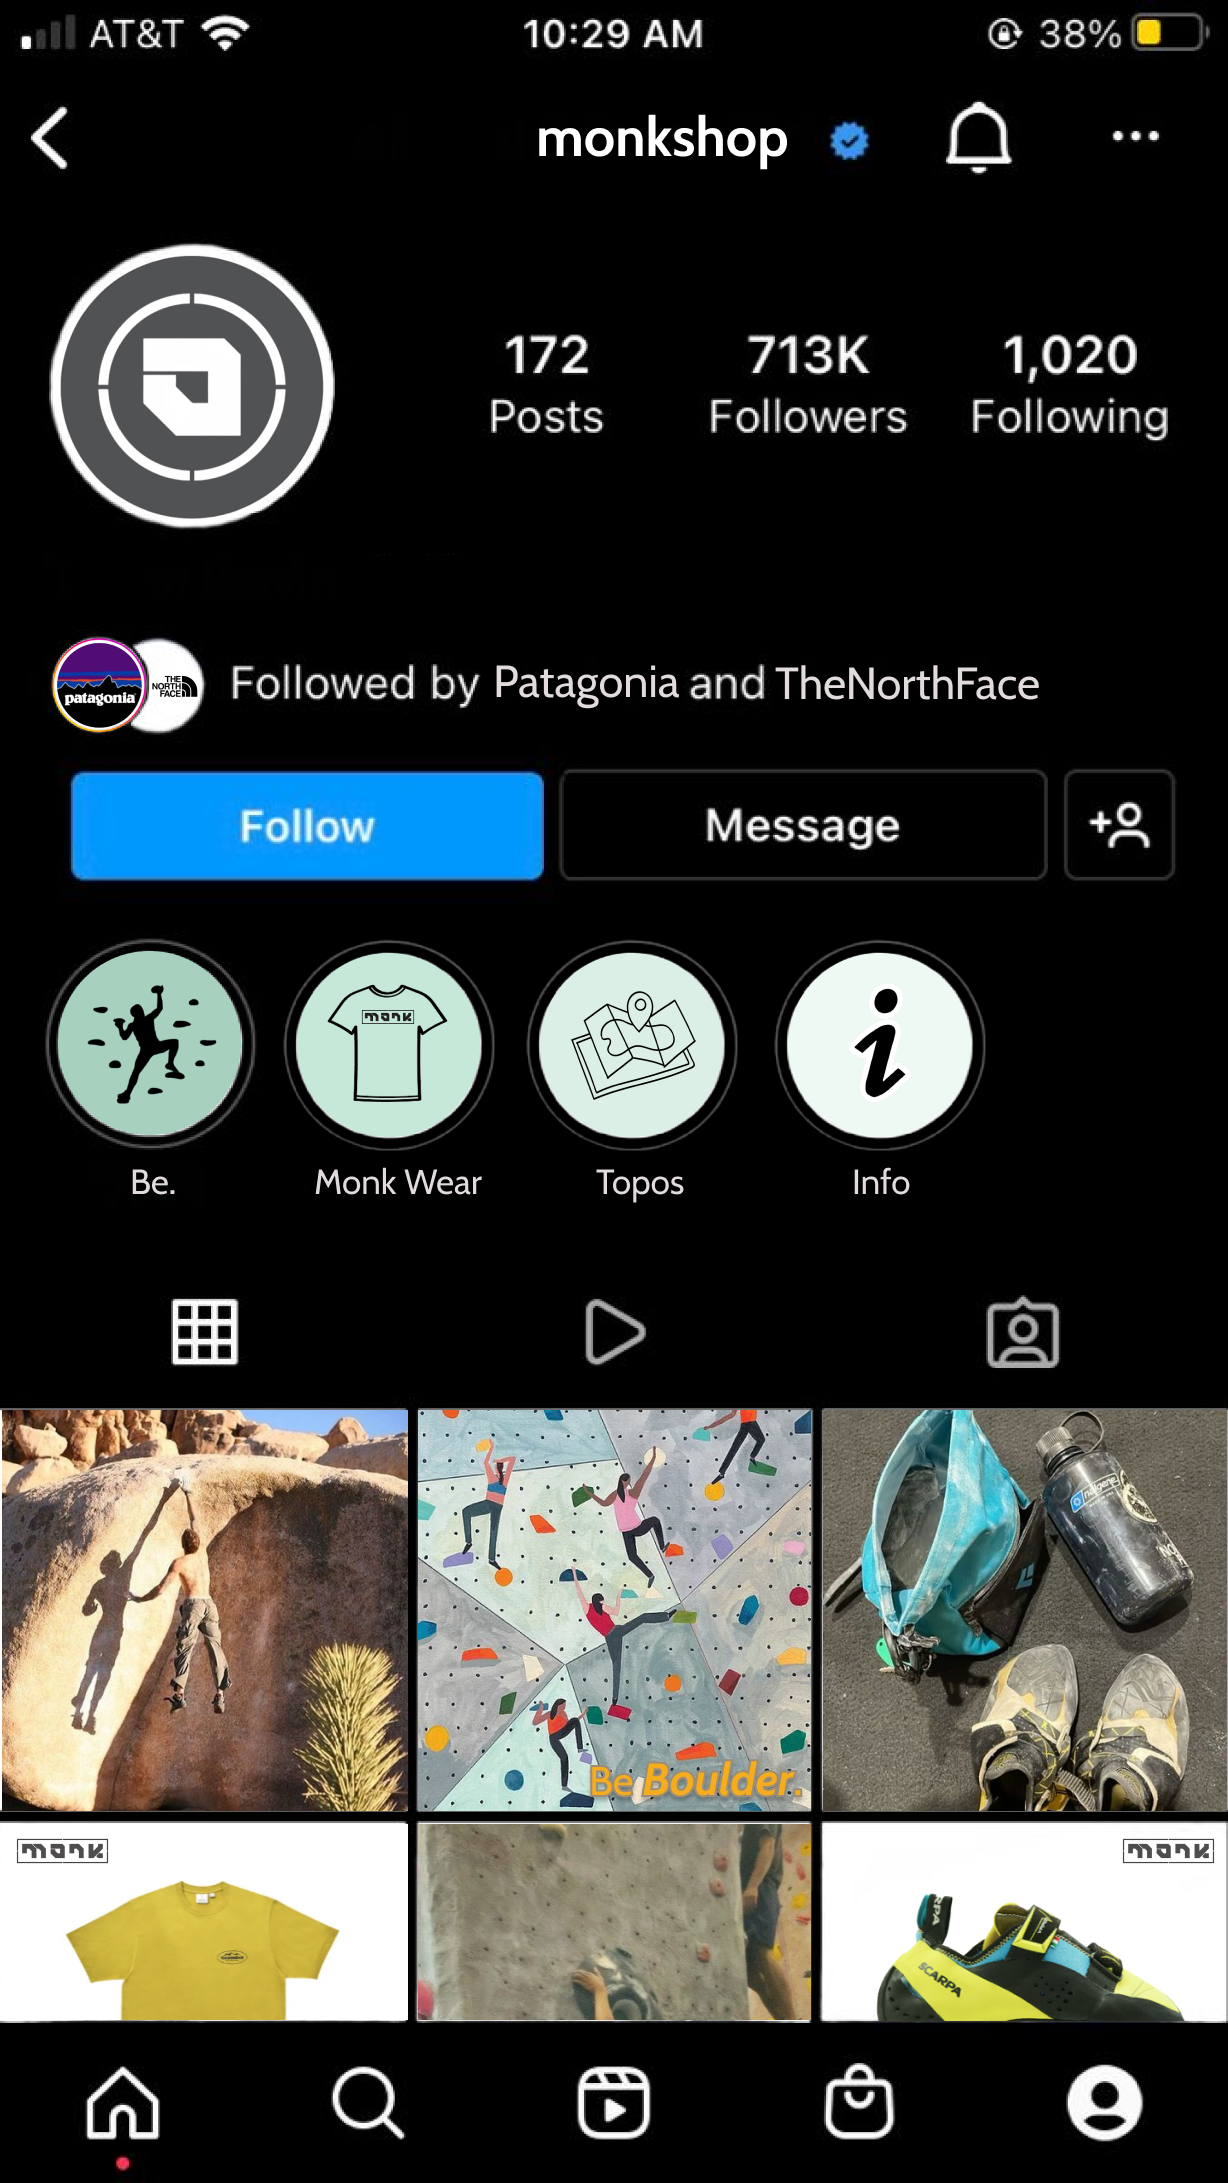 AT&T 10:29 AM 38%
monkshop
172 713K 1,020
Posts Followers Following
patagonia
THE
NORTH
FACE
Followed by Patagonia and TheNorthFace
Follow Message
monk
Be. Monk Wear Topos Info
nalgene
Be Boulder.
monk
monk
SCARPA